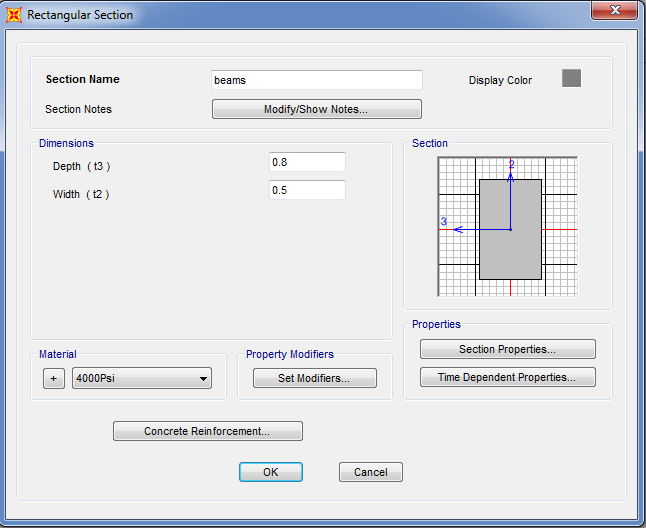 Rectangular Section
Section Name
beams
Display Color
Section Notes
Modify/Show Notes...
Dimensions
Depth ( t3 )
0.8
Width ( t2 )
0.5
Section
2
3
Properties
Section Properties...
Time Dependent Properties...
Material
+
4000Psi
Property Modifiers
Set Modifiers...
Concrete Reinforcement...
OK
Cancel